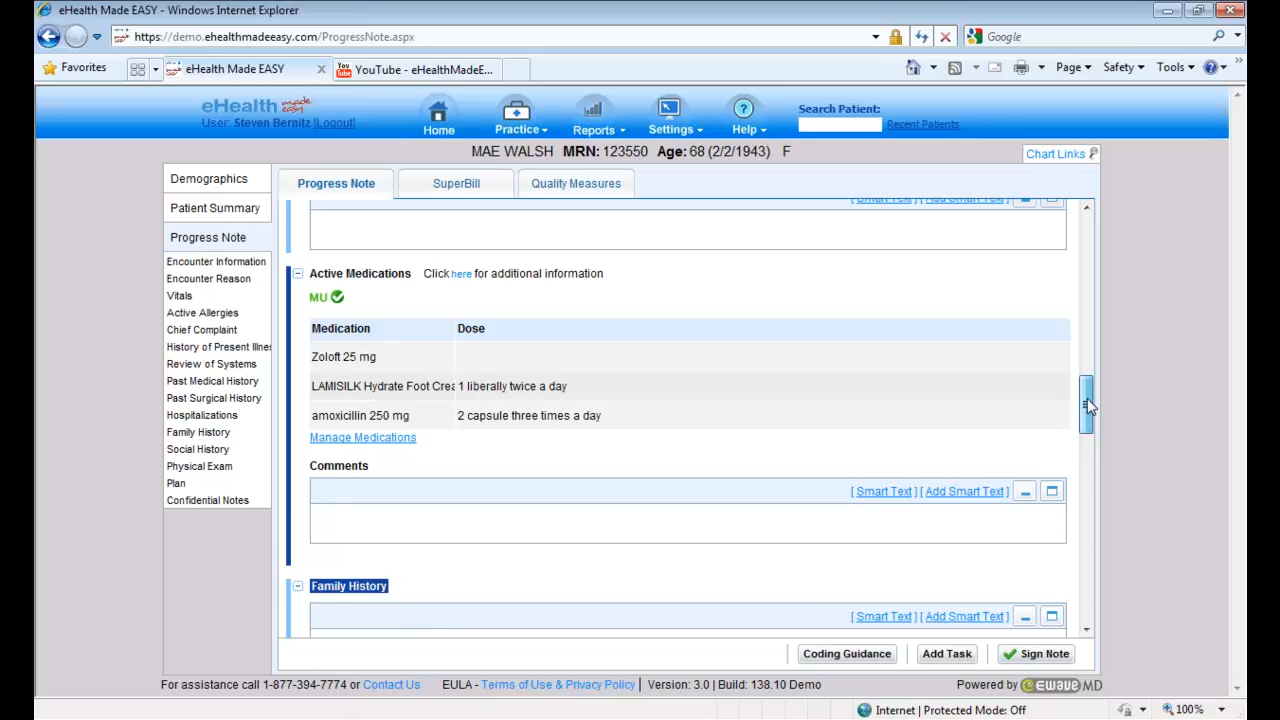 eHealth Made EASY - Windows Internet Explorer
https://demo.ehealthmadeeasy.com/ProgressNote.aspx
Google
Favorites
eHealth Made EASY
YouTube - eHealthMadeE...
Page
Safety
Tools
eHealth made easy
User: Steven Bernitz [Logout]
Home
Practice
Reports
Settings
Help
Search Patient:
Recent Patients
MAE WALSH MRN: 123550 Age: 68 (2/2/1943) F
Chart Links
Demographics
Patient Summary
Progress Note
Encounter Information
Encounter Reason
Vitals
Active Allergies
Chief Complaint
History of Present Illnes
Review of Systems
Past Medical History
Past Surgical History
Hospitalizations
Family History
Social History
Physical Exam
Plan
Confidential Notes
Progress Note
SuperBill
Quality Measures
[ Smart Text ] [ Add Smart Text ]
Active Medications Click here for additional information
MU
Medication Dose
Zoloft 25 mg
LAMISILK Hydrate Foot Crea 1 liberally twice a day
amoxicillin 250 mg 2 capsule three times a day
Manage Medications
Comments
[ Smart Text ] [ Add Smart Text ]
Family History
[ Smart Text ] [ Add Smart Text ]
Coding Guidance
Add Task
Sign Note
For assistance call 1-877-394-7774 or Contact Us EULA - Terms of Use & Privacy Policy Version: 3.0 | Build: 138.10 Demo Powered by eWAVE MD
Internet | Protected Mode: Off
100%